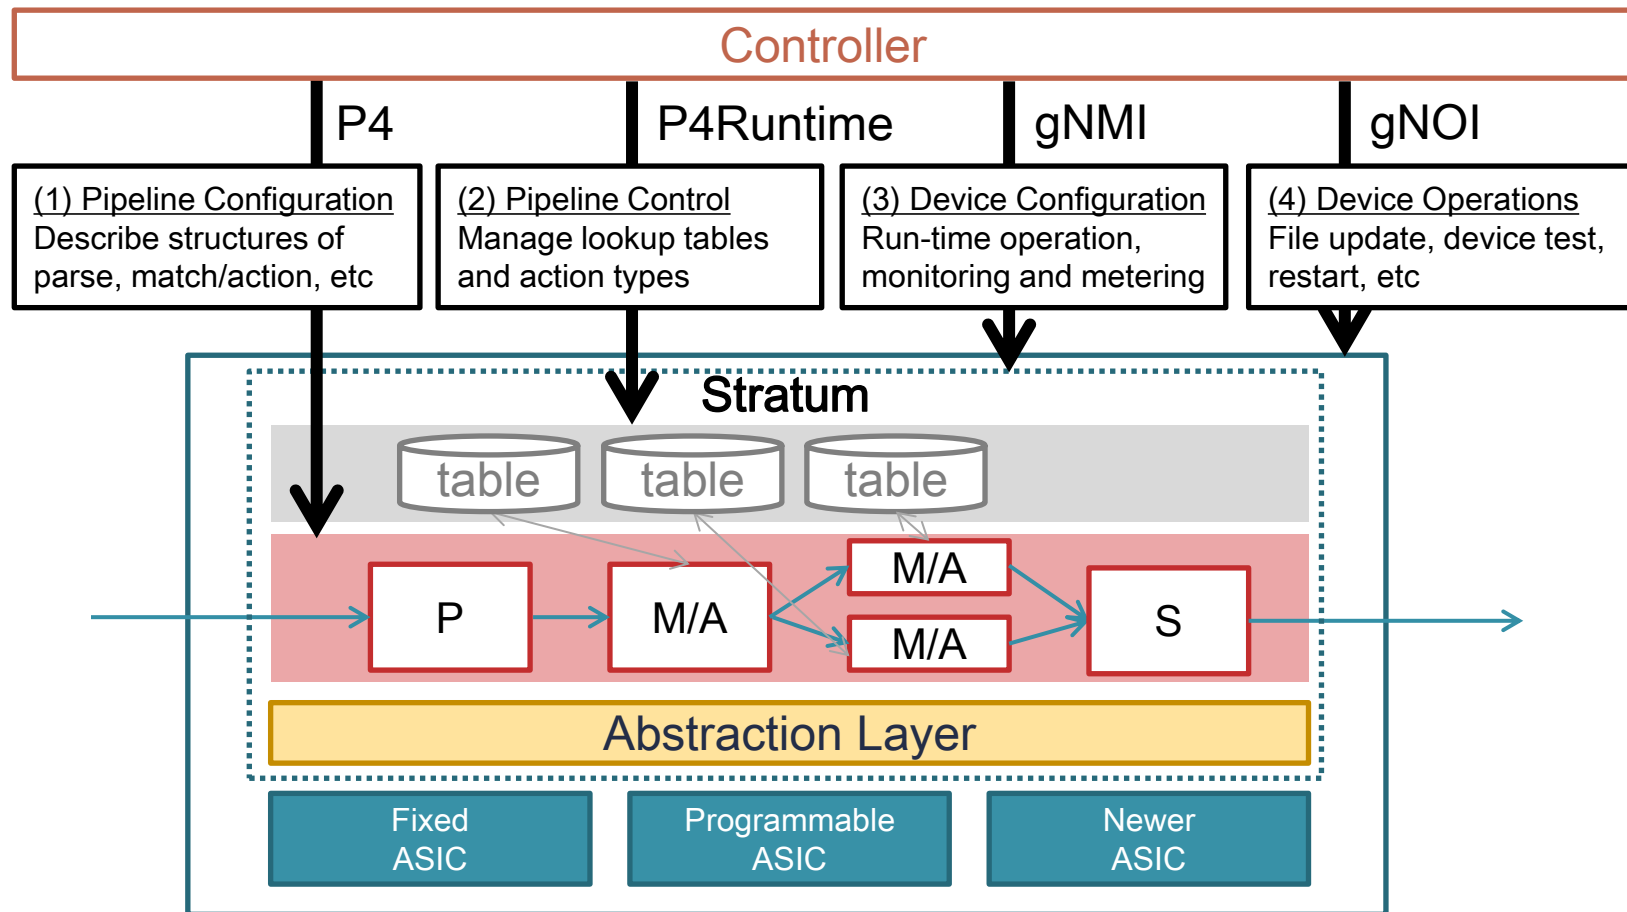 Controller
P4
P4Runtime
gNMI
gNOI
(1) Pipeline Configuration
Describe structures of
parse, match/action, etc
(2) Pipeline Control
Manage lookup tables
and action types
(3) Device Configuration
Run-time operation,
monitoring and metering
(4) Device Operations
File update, device test,
restart, etc
Stratum
table
table
table
P
M/A
M/A
M/A
S
Abstraction Layer
Fixed
ASIC
Programmable
ASIC
Newer
ASIC